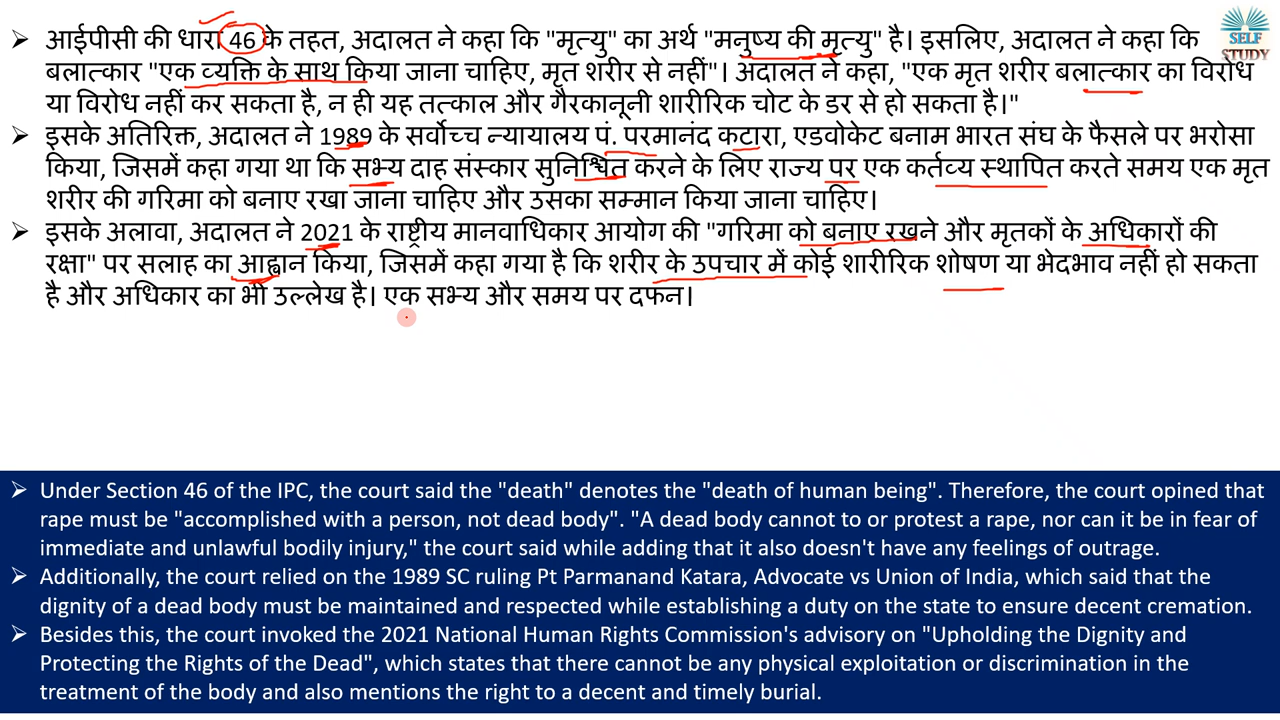 ➢ आईपीसी की धारा 46 के तहत, अदालत ने कहा कि "मृत्यु" का अर्थ "मनुष्य की मृत्यु" है। इसलिए, अदालत ने कहा कि
बलात्कार "एक व्यक्ति के साथ किया जाना चाहिए, मृत शरीर से नहीं"। अदालत ने कहा, "एक मृत शरीर बलात्कार का विरोध
या विरोध नहीं कर सकता है, न ही यह तत्काल और गैरकानूनी शारीरिक चोट के डर से हो सकता है।"
➢ इसके अतिरिक्त, अदालत ने 1989 के सर्वोच्च न्यायालय पं. परमानंद कटारा, एडवोकेट बनाम भारत संघ के फैसले पर भरोसा
किया, जिसमें कहा गया था कि सभ्य दाह संस्कार सुनिश्चित करने के लिए राज्य पर एक कर्तव्य स्थापित करते समय एक मृत
शरीर की गरिमा को बनाए रखा जाना चाहिए और उसका सम्मान किया जाना चाहिए।
➢ इसके अलावा, अदालत ने 2021 के राष्ट्रीय मानवाधिकार आयोग की "गरिमा को बनाए रखने और मृतकों के अधिकारों की
रक्षा" पर सलाह का आह्वान किया, जिसमें कहा गया है कि शरीर के उपचार में कोई शारीरिक शोषण या भेदभाव नहीं हो सकता
है और अधिकार का भी उल्लेख है। एक सभ्य और समय पर दफन।
SELF
STUDY
➢ Under Section 46 of the IPC, the court said the "death" denotes the "death of human being". Therefore, the court opined that
rape must be "accomplished with a person, not dead body". "A dead body cannot to or protest a rape, nor can it be in fear of
immediate and unlawful bodily injury," the court said while adding that it also doesn't have any feelings of outrage.
➢ Additionally, the court relied on the 1989 SC ruling Pt Parmanand Katara, Advocate vs Union of India, which said that the
dignity of a dead body must be maintained and respected while establishing a duty on the state to ensure decent cremation.
➢ Besides this, the court invoked the 2021 National Human Rights Commission's advisory on "Upholding the Dignity and
Protecting the Rights of the Dead", which states that there cannot be any physical exploitation or discrimination in the
treatment of the body and also mentions the right to a decent and timely burial.